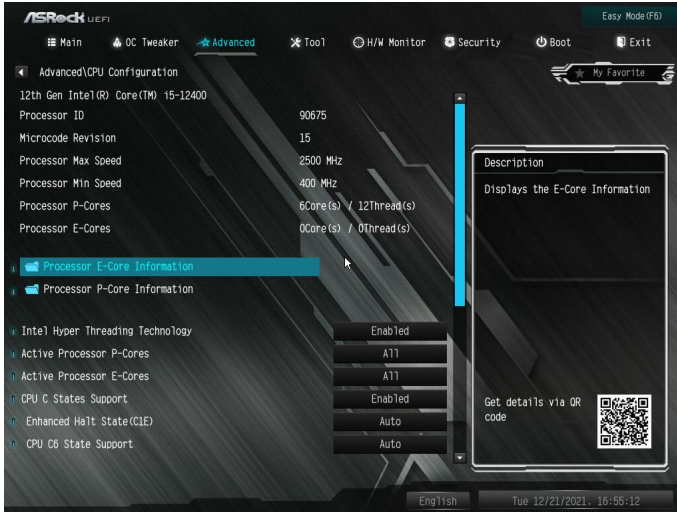 ASRock UEFI
Easy Mode(F6)
Main OC Tweaker Advanced Tool H/W Monitor Security Boot Exit
Advanced\CPU Configuration
My Favorite
12th Gen Intel(R) Core(TM) i5-12400
Processor ID 90675
Microcode Revision 15
Processor Max Speed 2500 MHz
Processor Min Speed 400 MHz
Processor P-Cores 6Core(s) / 12Thread(s)
Processor E-Cores 0Core(s) / 0Thread(s)
Processor E-Core Information
Processor P-Core Information
Intel Hyper Threading Technology Enabled
Active Processor P-Cores All
Active Processor E-Cores All
CPU C States Support Enabled
Enhanced Halt State(C1E) Auto
CPU C6 State Support Auto
Description
Displays the E-Core Information
Get details via QR
code
English
Tue 12/21/2021. 16:55:12